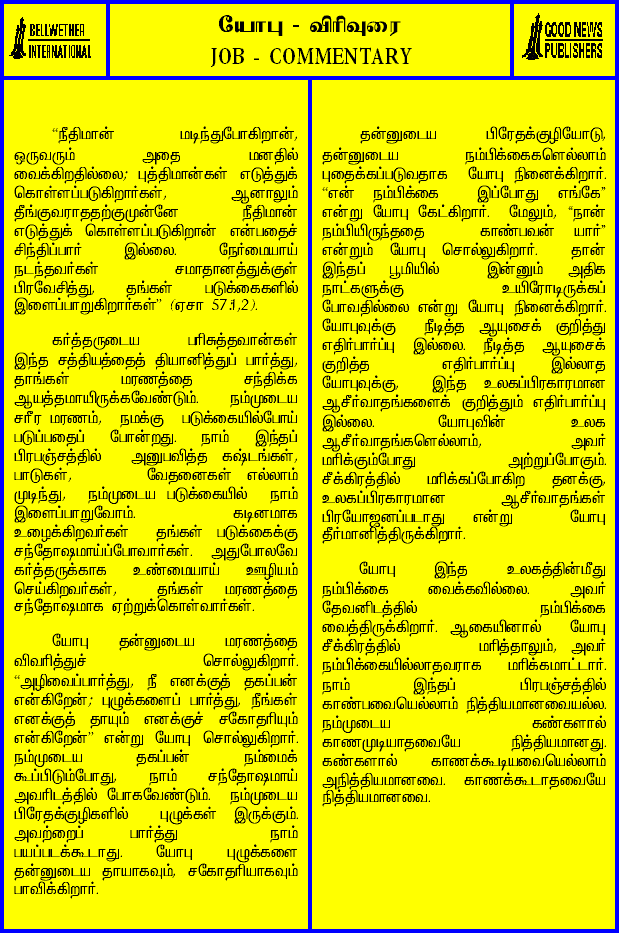 BELLWETHER
INTERNATIONAL
யோபு - விரிவுரை
JOB - COMMENTARY
GOOD NEWS
PUBLISHERS
“நீதிமான் மடிந்துபோகிறான்,
ஒருவரும் அதை மனதில்
வைக்கிறதில்லை; புத்திமான்கள் எடுத்துக்
கொள்ளப்படுகிறார்கள், ஆனாலும்
தீங்குவராததற்குமுன்னே நீதிமான்
எடுத்துக் கொள்ளப்படுகிறான் என்பதைச்
சிந்திப்பார் இல்லை. நேர்மையாய்
நடந்தவர்கள் சமாதானத்துக்குள்
பிரவேசித்து, தங்கள் படுக்கைகளில்
இளைப்பாறுகிறார்கள்” (ஏசா 57:1,2).
கர்த்தருடைய பரிசுத்தவான்கள்
இந்த சத்தியத்தைத் தியானித்துப் பார்த்து,
தாங்கள் மரணத்தை சந்திக்க
ஆயத்தமாயிருக்கவேண்டும். நம்முடைய
சரீர மரணம், நமக்கு படுக்கையில்போய்
படுப்பதைப் போன்றது. நாம் இந்தப்
பிரபஞ்சத்தில் அனுபவித்த கஷ்டங்கள்,
பாடுகள், வேதனைகள் எல்லாம்
முடிந்து, நம்முடைய படுக்கையில் நாம்
இளைப்பாறுவோம். கடினமாக
உழைக்கிறவர்கள் தங்கள் படுக்கைக்கு
சந்தோஷமாய்ப்போவார்கள். அதுபோலவே
கர்த்தருக்காக உண்மையாய் ஊழியம்
செய்கிறவர்கள், தங்கள் மரணத்தை
சந்தோஷமாக ஏற்றுக்கொள்வார்கள்.
யோபு தன்னுடைய மரணத்தை
விவரித்துச் சொல்லுகிறார்.
“அழிவைப்பார்த்து, நீ எனக்குத் தகப்பன்
என்கிறேன்; புழுக்களைப் பார்த்து, நீங்கள்
எனக்குத் தாயும் எனக்குச் சகோதரியும்
என்கிறேன்” என்று யோபு சொல்லுகிறார்.
நம்முடைய தகப்பன் நம்மைக்
கூப்பிடும்போது, நாம் சந்தோஷமாய்
அவரிடத்தில் போகவேண்டும். நம்முடைய
பிரேதக்குழிகளில் புழுக்கள் இருக்கும்.
அவற்றைப் பார்த்து நாம்
பயப்படக்கூடாது. யோபு புழுக்களை
தன்னுடைய தாயாகவும், சகோதரியாகவும்
பாவிக்கிறார்.
தன்னுடைய பிரேதக்குழியோடு,
தன்னுடைய நம்பிக்கைகளெல்லாம்
புதைக்கப்படுவதாக யோபு நினைக்கிறார்.
“என் நம்பிக்கை இப்போது எங்கே”
என்று யோபு கேட்கிறார். மேலும், “நான்
நம்பியிருந்ததை காண்பவன் யார்”
என்றும் யோபு சொல்லுகிறார். தான்
இந்தப் பூமியில் இன்னும் அதிக
நாட்களுக்கு உயிரோடிருக்கப்
போவதில்லை என்று யோபு நினைக்கிறார்.
யோபுவுக்கு நீடித்த ஆயுசைக் குறித்து
எதிர்பார்ப்பு இல்லை. நீடித்த ஆயுசைக்
குறித்த எதிர்பார்ப்பு இல்லாத
யோபுவுக்கு, இந்த உலகப்பிரகாரமான
ஆசீர்வாதங்களைக் குறித்தும் எதிர்பார்ப்பு
இல்லை. யோபுவின் உலக
ஆசீர்வாதங்களெல்லாம், அவர்
மரிக்கும்போது அற்றுப்போகும்.
சீக்கிரத்தில் மரிக்கப்போகிற தனக்கு,
உலகப்பிரகாரமான ஆசீர்வாதங்கள்
பிரயோஜனப்படாது என்று யோபு
தீர்மானித்திருக்கிறார்.
யோபு இந்த உலகத்தின்மீது
நம்பிக்கை வைக்கவில்லை. அவர்
தேவனிடத்தில் நம்பிக்கை
வைத்திருக்கிறார். ஆகையினால் யோபு
சீக்கிரத்தில் மரித்தாலும், அவர்
நம்பிக்கையில்லாதவராக மரிக்கமாட்டார்.
நாம் இந்தப் பிரபஞ்சத்தில்
காண்பவையெல்லாம் நித்தியமானவையல்ல.
நம்முடைய கண்களால்
காணமுடியாதவையே நித்தியமானது.
கண்களால் காணக்கூடியவையெல்லாம்
அநித்தியமானவை. காணக்கூடாதவையே
நித்தியமானவை.